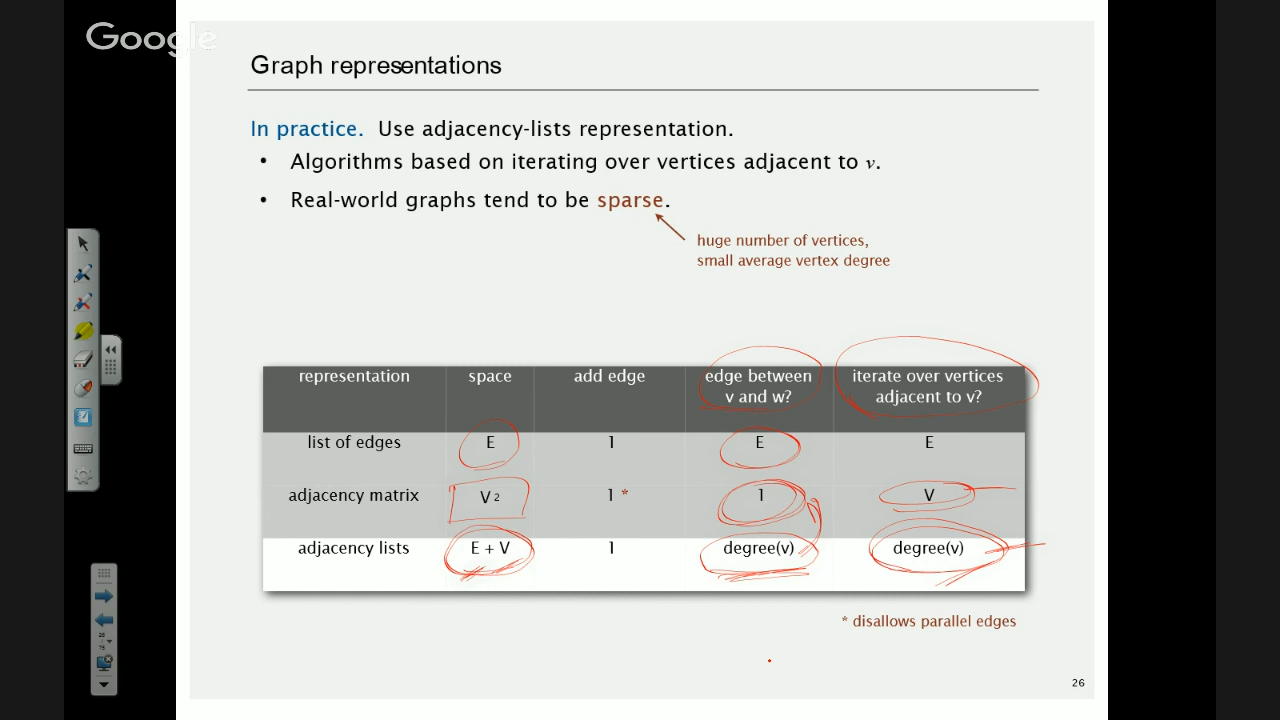 Google
Graph representations
In practice. Use adjacency-lists representation.
• Algorithms based on iterating over vertices adjacent to v.
• Real-world graphs tend to be sparse.
huge number of vertices,
small average vertex degree
representation space add edge edge between v and w? iterate over vertices adjacent to v?
list of edges E 1 E E
adjacency matrix V 2 1 * 1 V
adjacency lists E + V 1 degree(v) degree(v)
* disallows parallel edges
26